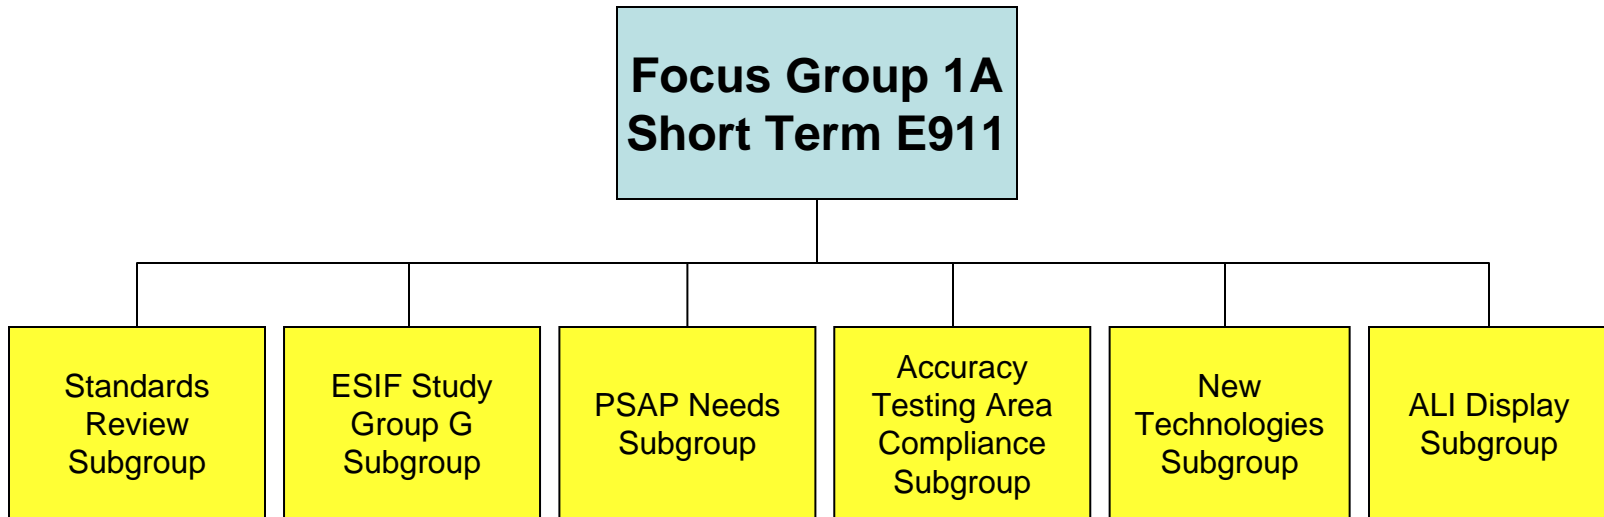 Focus Group 1A
Short Term E911
Standards
Review
Subgroup
ESIF Study
Group G
Subgroup
PSAP Needs
Subgroup
Accuracy
Testing Area
Compliance
Subgroup
New
Technologies
Subgroup
ALI Display
Subgroup